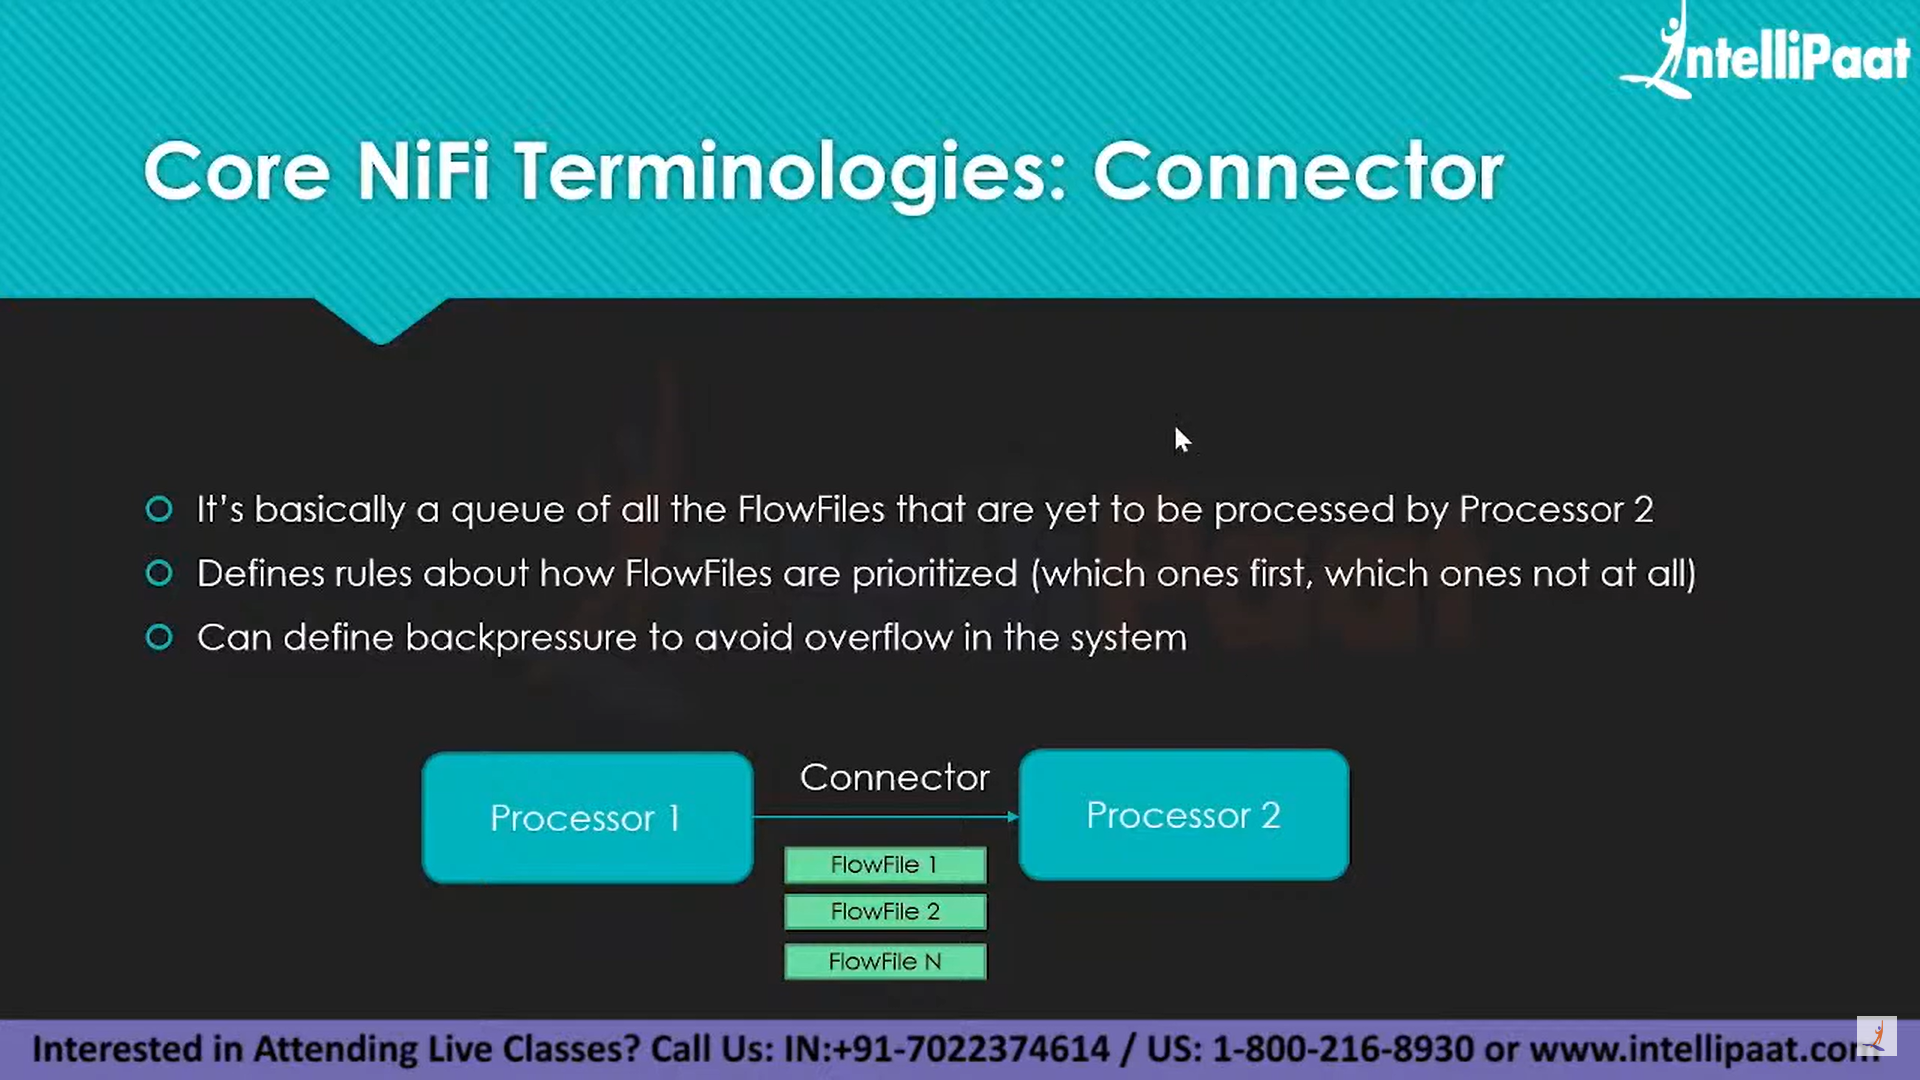 IntelliPaat
Core NiFi Terminologies: Connector
It's basically a queue of all the FlowFiles that are yet to be processed by Processor 2
Defines rules about how FlowFiles are prioritized (which ones first, which ones not at all)
Can define backpressure to avoid overflow in the system
Processor 1
Connector
Processor 2
FlowFile 1
FlowFile 2
FlowFile N
Interested in Attending Live Classes? Call Us: IN:+91-7022374614 / US: 1-800-216-8930 or www.intellipaat.com